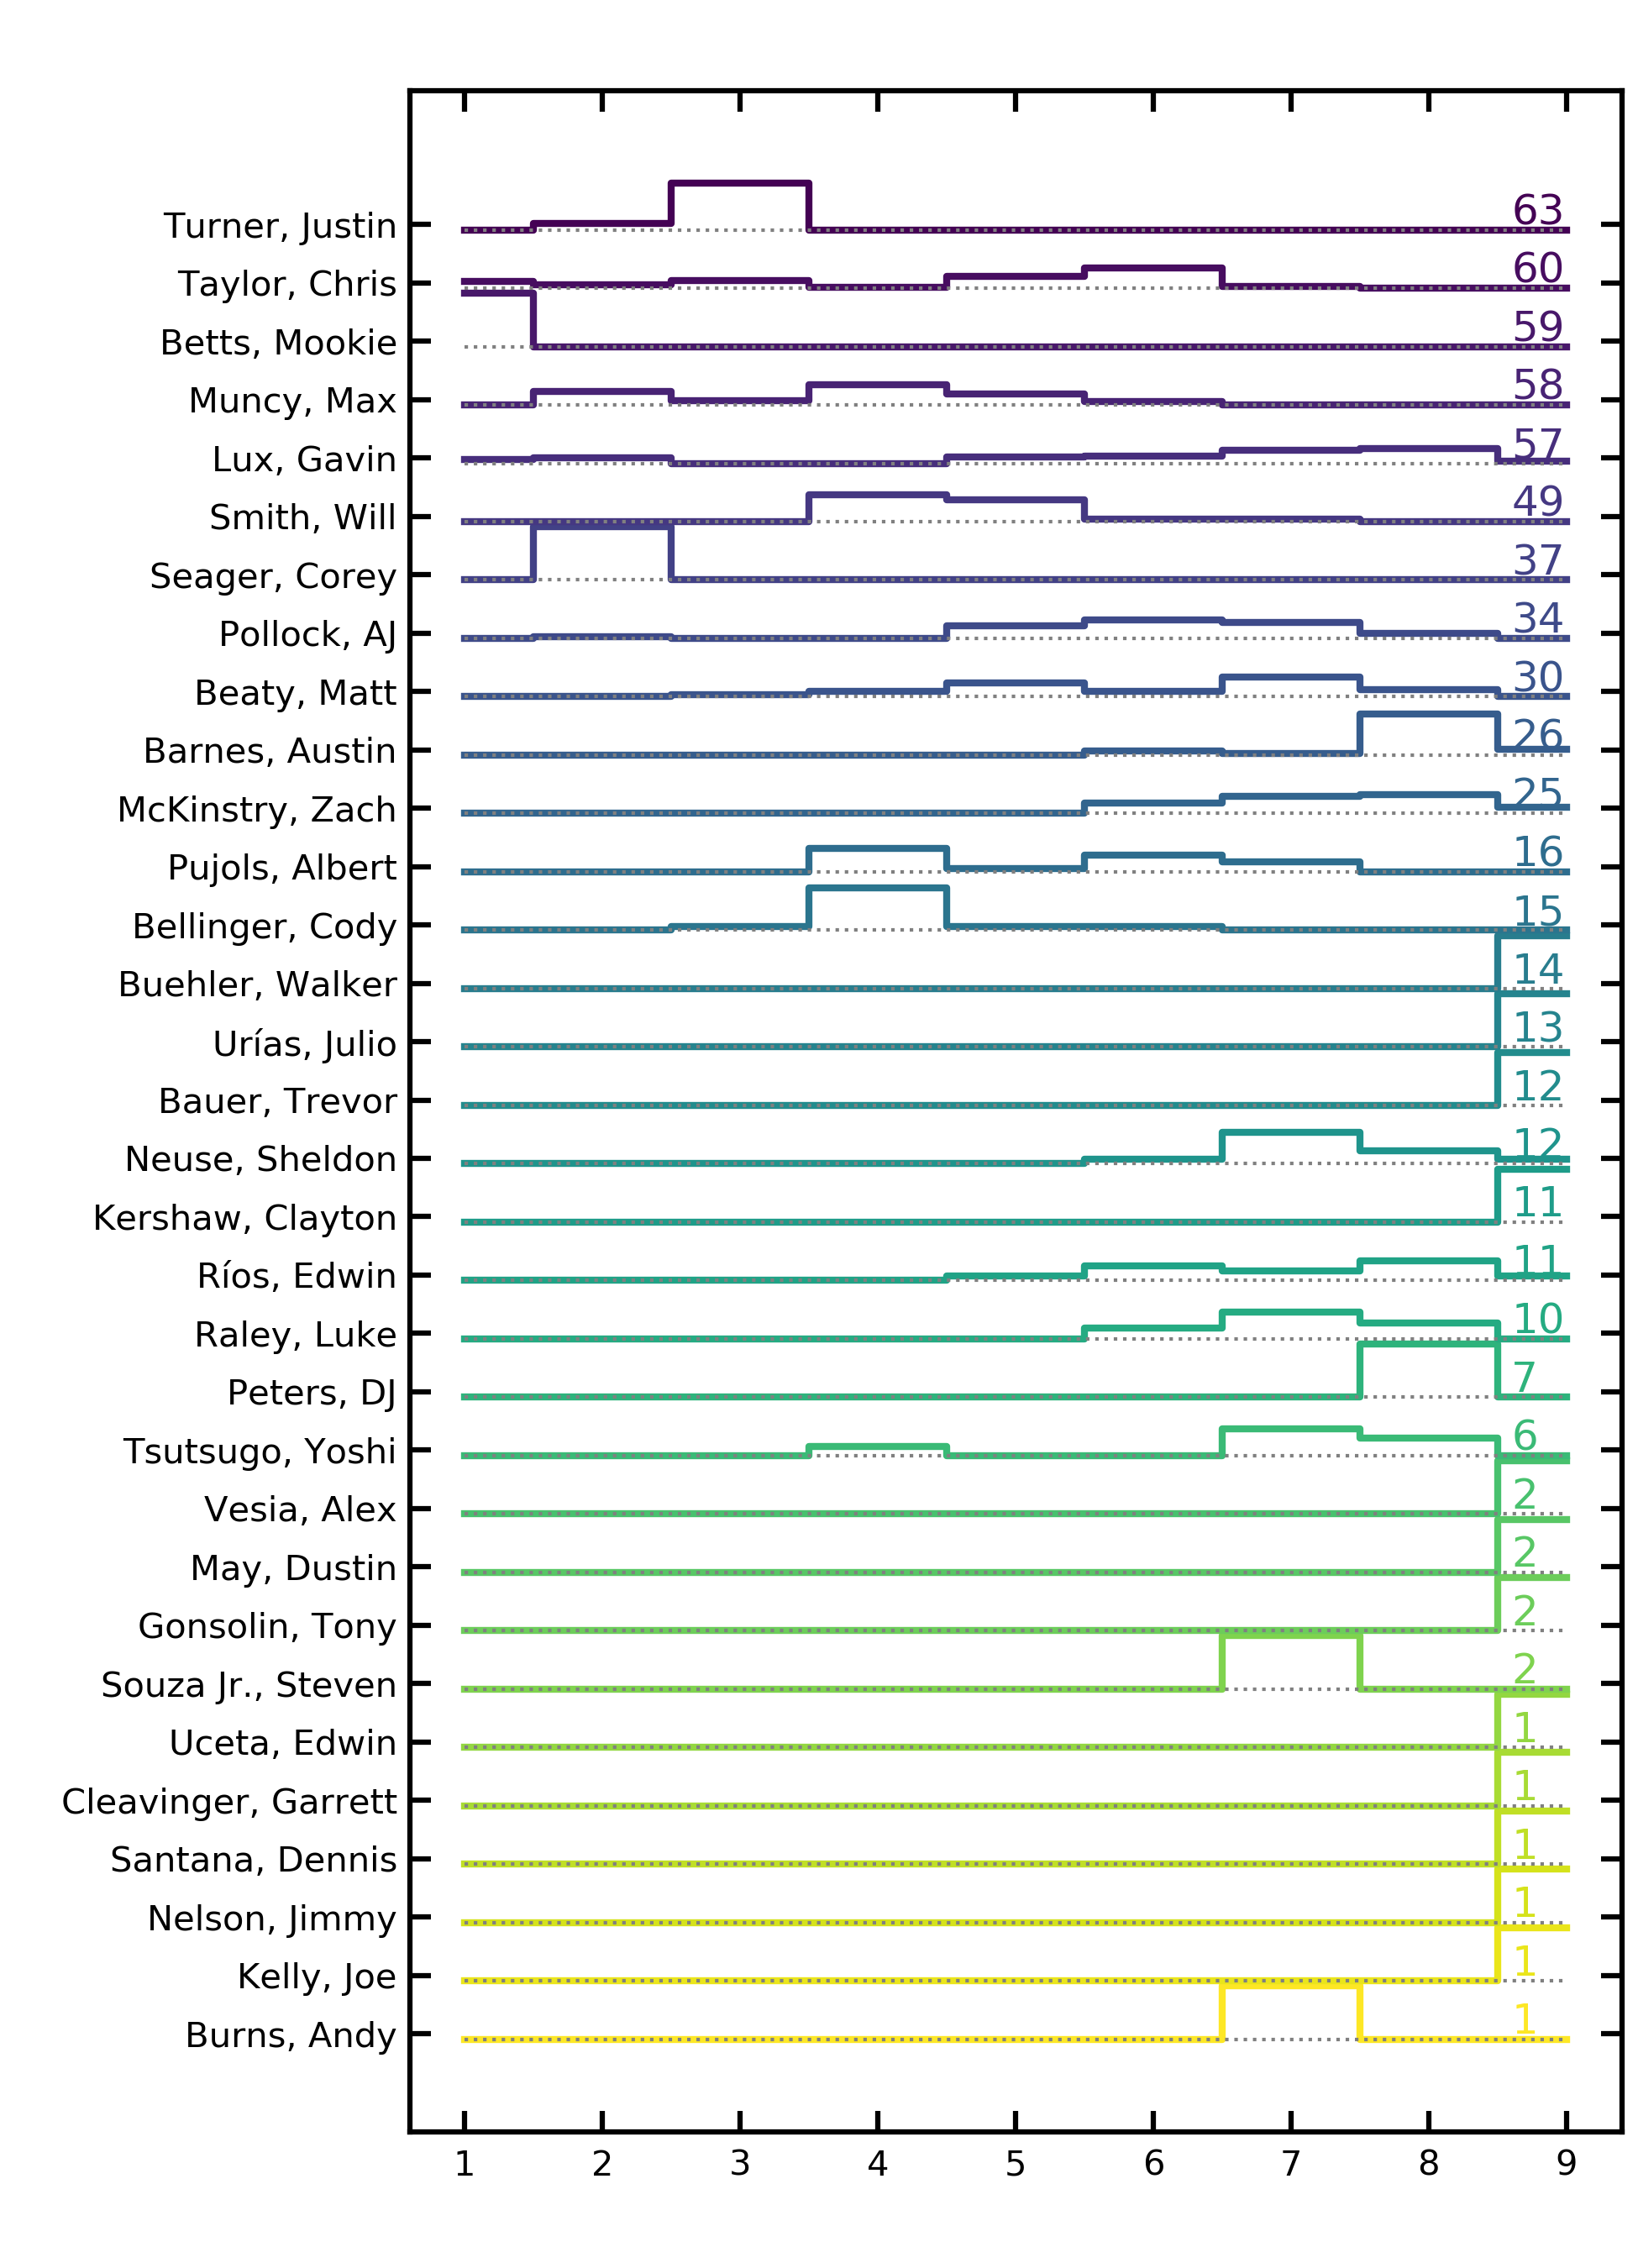 Turner, Justin 63
Taylor, Chris 60
Betts, Mookie 59
Muncy, Max 58
Lux, Gavin 57
Smith, Will 49
Seager, Corey 37
Pollock, AJ 34
Beaty, Matt 30
Barnes, Austin 26
McKinstry, Zach 25
Pujols, Albert 16
Bellinger, Cody 15
Buehler, Walker 14
Urías, Julio 13
Bauer, Trevor 12
Neuse, Sheldon 12
Kershaw, Clayton 11
Ríos, Edwin 11
Raley, Luke 10
Peters, DJ 7
Tsutsugo, Yoshi 6
Vesia, Alex 2
May, Dustin 2
Gonsolin, Tony 2
Souza Jr., Steven 2
Uceta, Edwin 1
Cleavinger, Garrett 1
Santana, Dennis 1
Nelson, Jimmy 1
Kelly, Joe 1
Burns, Andy 1
1 2 3 4 5 6 7 8 9